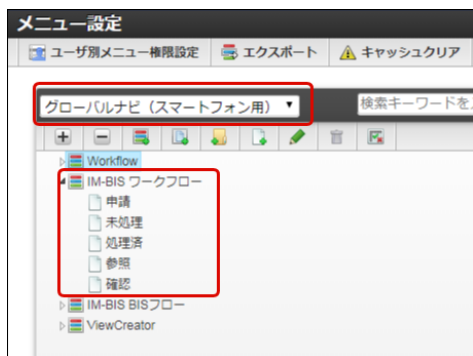 メニュー設定
ユーザ別メニュー権限設定 エクスポート キャッシュクリア
グローバルナビ（スマートフォン用） 検索キーワードを
Workflow
IM-BIS ワークフロー
申請
未処理
処理済
参照
確認
IM-BIS BISフロー
ViewCreator